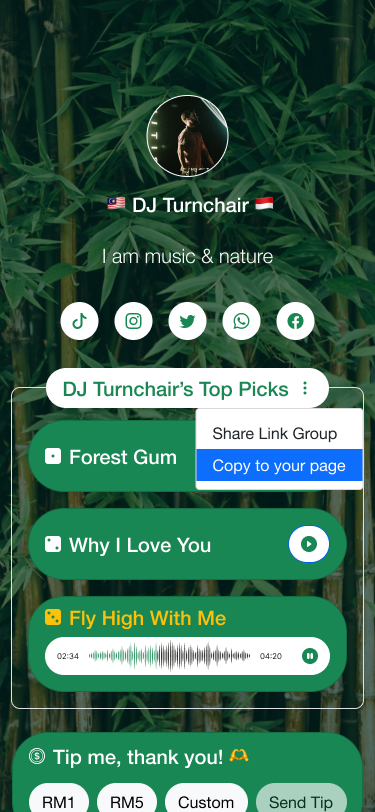 DJ Turnchair
I am music & nature
DJ Turnchair’s Top Picks
Share Link Group
Copy to your page
Forest Gum
Why I Love You
Fly High With Me
02:34
04:20
Tip me, thank you!
RM1
RM5
Custom
Send Tip